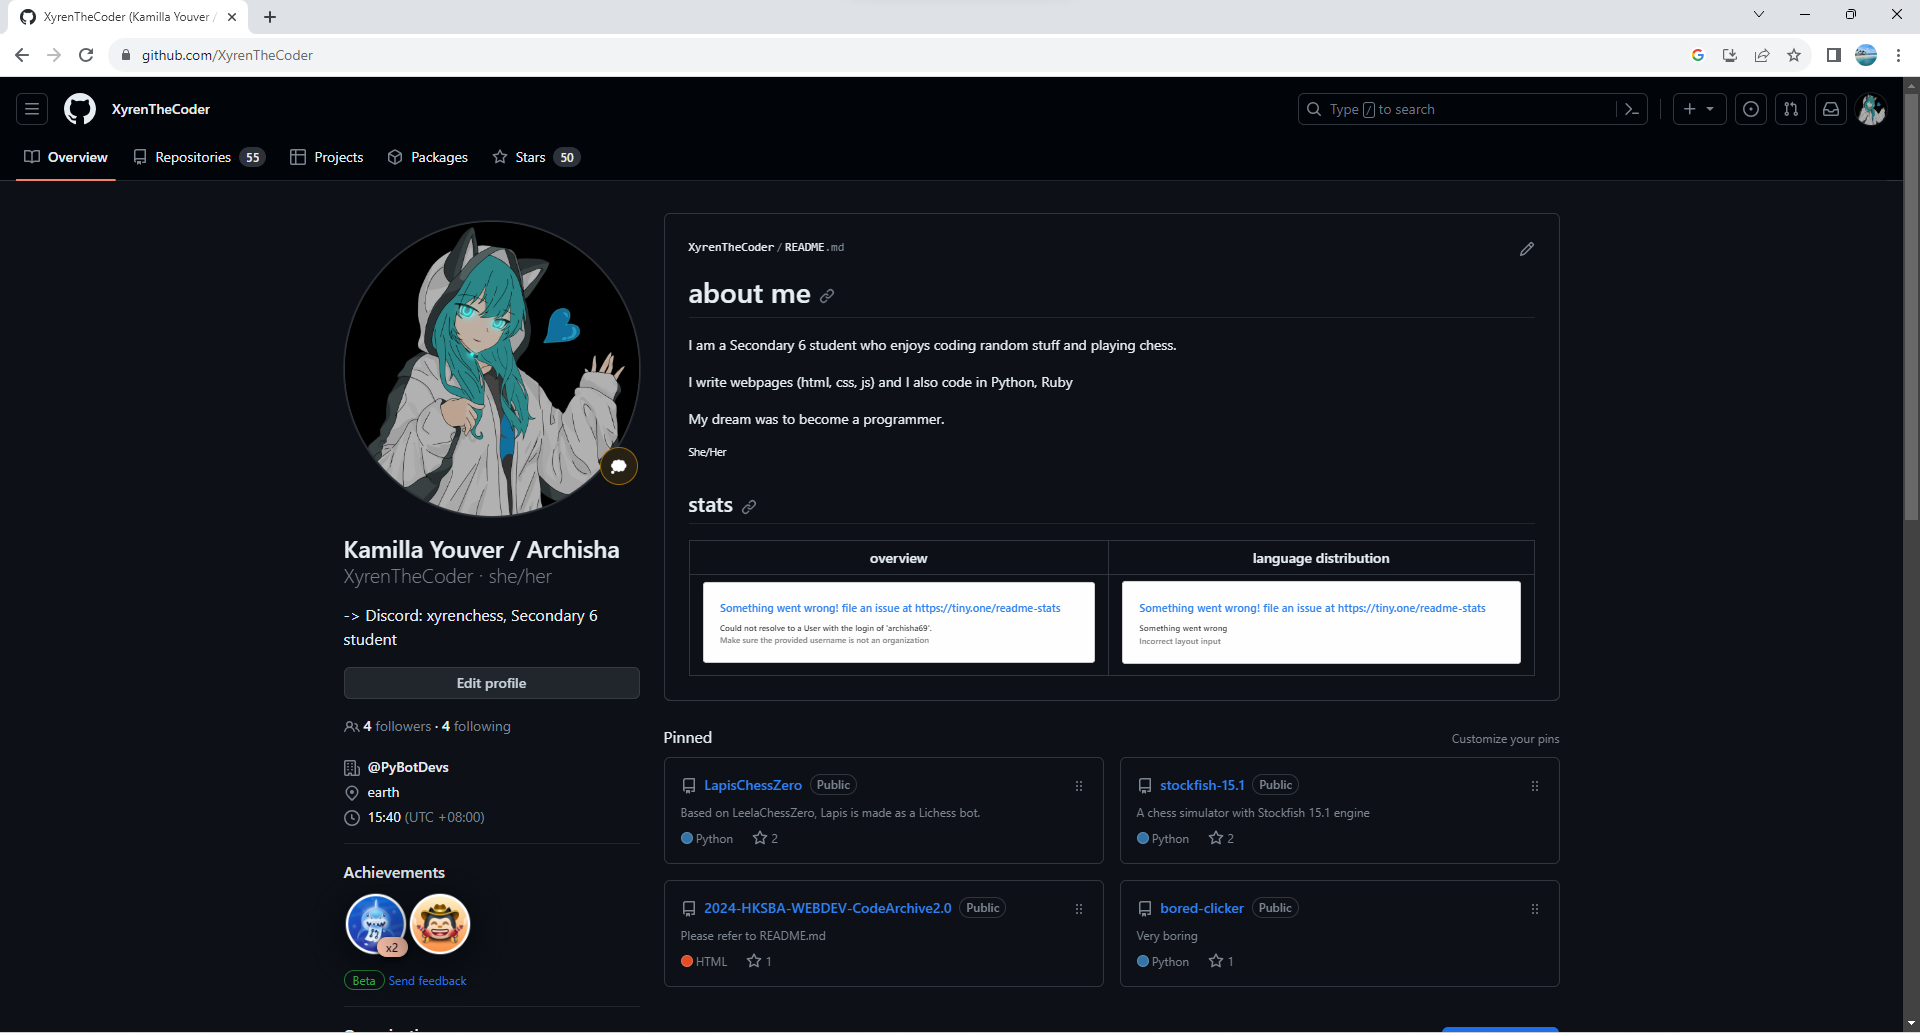 XyrenTheCoder (Kamilla Youver /
github.com/XyrenTheCoder
XyrenTheCoder
Type / to search
Overview
Repositories 55
Projects
Packages
Stars 50
XyrenTheCoder / README.md
about me
I am a Secondary 6 student who enjoys coding random stuff and playing chess.
I write webpages (html, css, js) and I also code in Python, Ruby
My dream was to become a programmer.
She/Her
stats
overview
language distribution
Something went wrong! file an issue at https://tiny.one/readme-stats
Could not resolve to a User with the login of 'archisha69'.
Make sure the provided username is not an organization
Something went wrong! file an issue at https://tiny.one/readme-stats
Something went wrong
Incorrect layout input
Kamilla Youver / Archisha
XyrenTheCoder · she/her
-> Discord: xyrenchess, Secondary 6
student
Edit profile
4 followers · 4 following
@PyBotDevs
earth
15:40 (UTC +08:00)
Achievements
x2
Beta Send feedback
Pinned
Customize your pins
LapisChessZero Public
Based on LeelaChessZero, Lapis is made as a Lichess bot.
Python 2
stockfish-15.1 Public
A chess simulator with Stockfish 15.1 engine
Python 2
2024-HKSBA-WEBDEV-CodeArchive2.0 Public
Please refer to README.md
HTML 1
bored-clicker Public
Very boring
Python 1